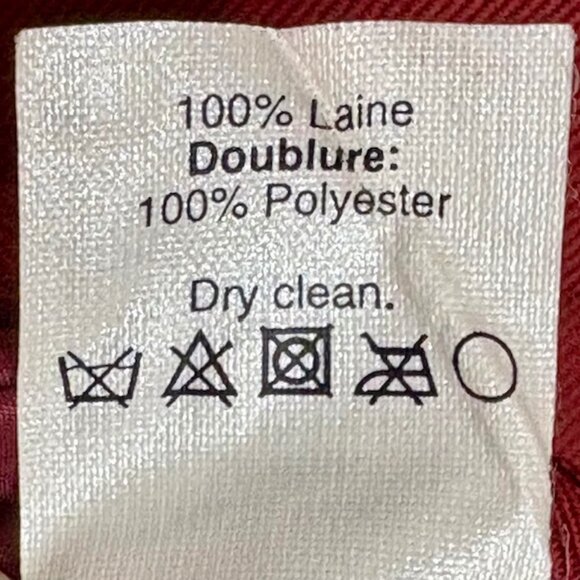 100% Laine
Doublure:
100% Polyester
Dry clean.